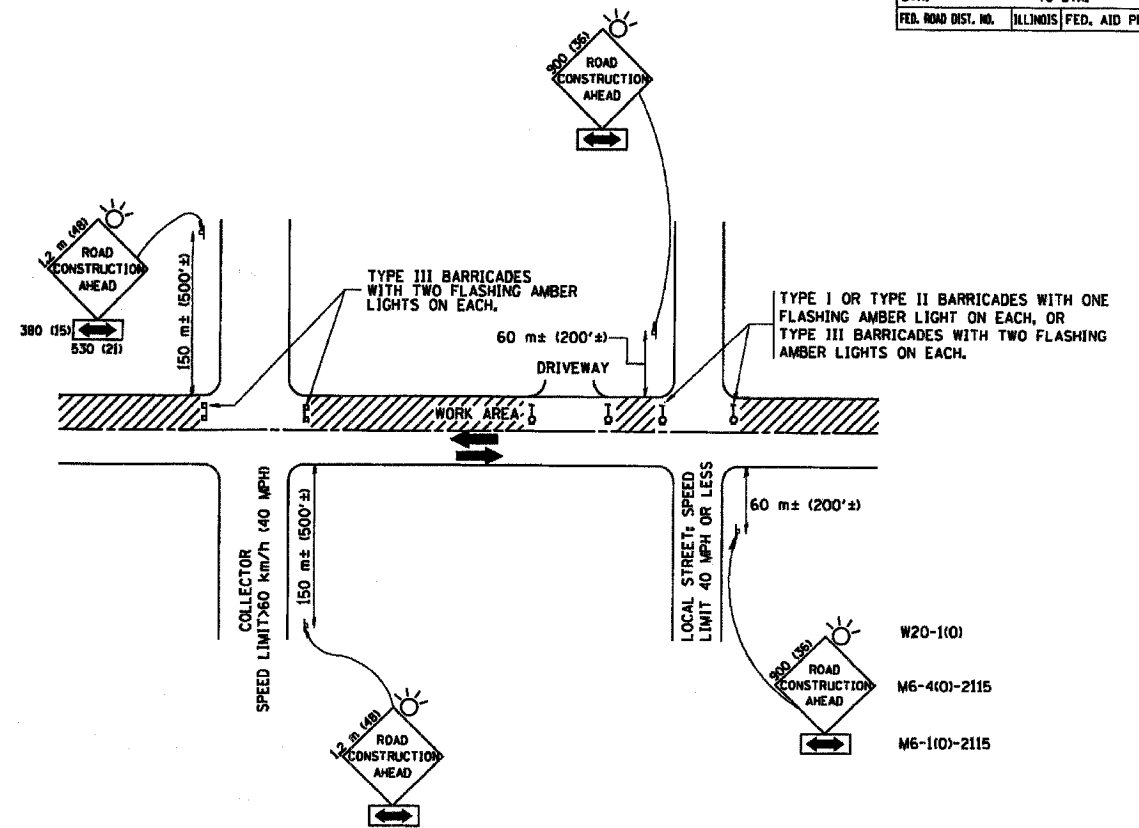 FED. ROAD DIST. NO. ILLINOIS FED. AID
900 (36)
ROAD
CONSTRUCTION
AHEAD
1.2 m (48)
ROAD
CONSTRUCTION
AHEAD
380 (15)
530 (21)
150 m± (500'±)
TYPE III BARRICADES
WITH TWO FLASHING AMBER
LIGHTS ON EACH.
60 m± (200'±)
DRIVEWAY
TYPE I OR TYPE II BARRICADES WITH ONE
FLASHING AMBER LIGHT ON EACH, OR
TYPE III BARRICADES WITH TWO FLASHING
AMBER LIGHTS ON EACH.
WORK AREA
COLLECTOR
SPEED LIMIT>60 km/h (40 MPH)
150 m± (500'±)
LOCAL STREET: SPEED
LIMIT 40 MPH OR LESS
60 m± (200'±)
1.2 m (48)
ROAD
CONSTRUCTION
AHEAD
900 (36)
ROAD
CONSTRUCTION
AHEAD
W20-1(O)
M6-4(O)-2115
M6-1(O)-2115